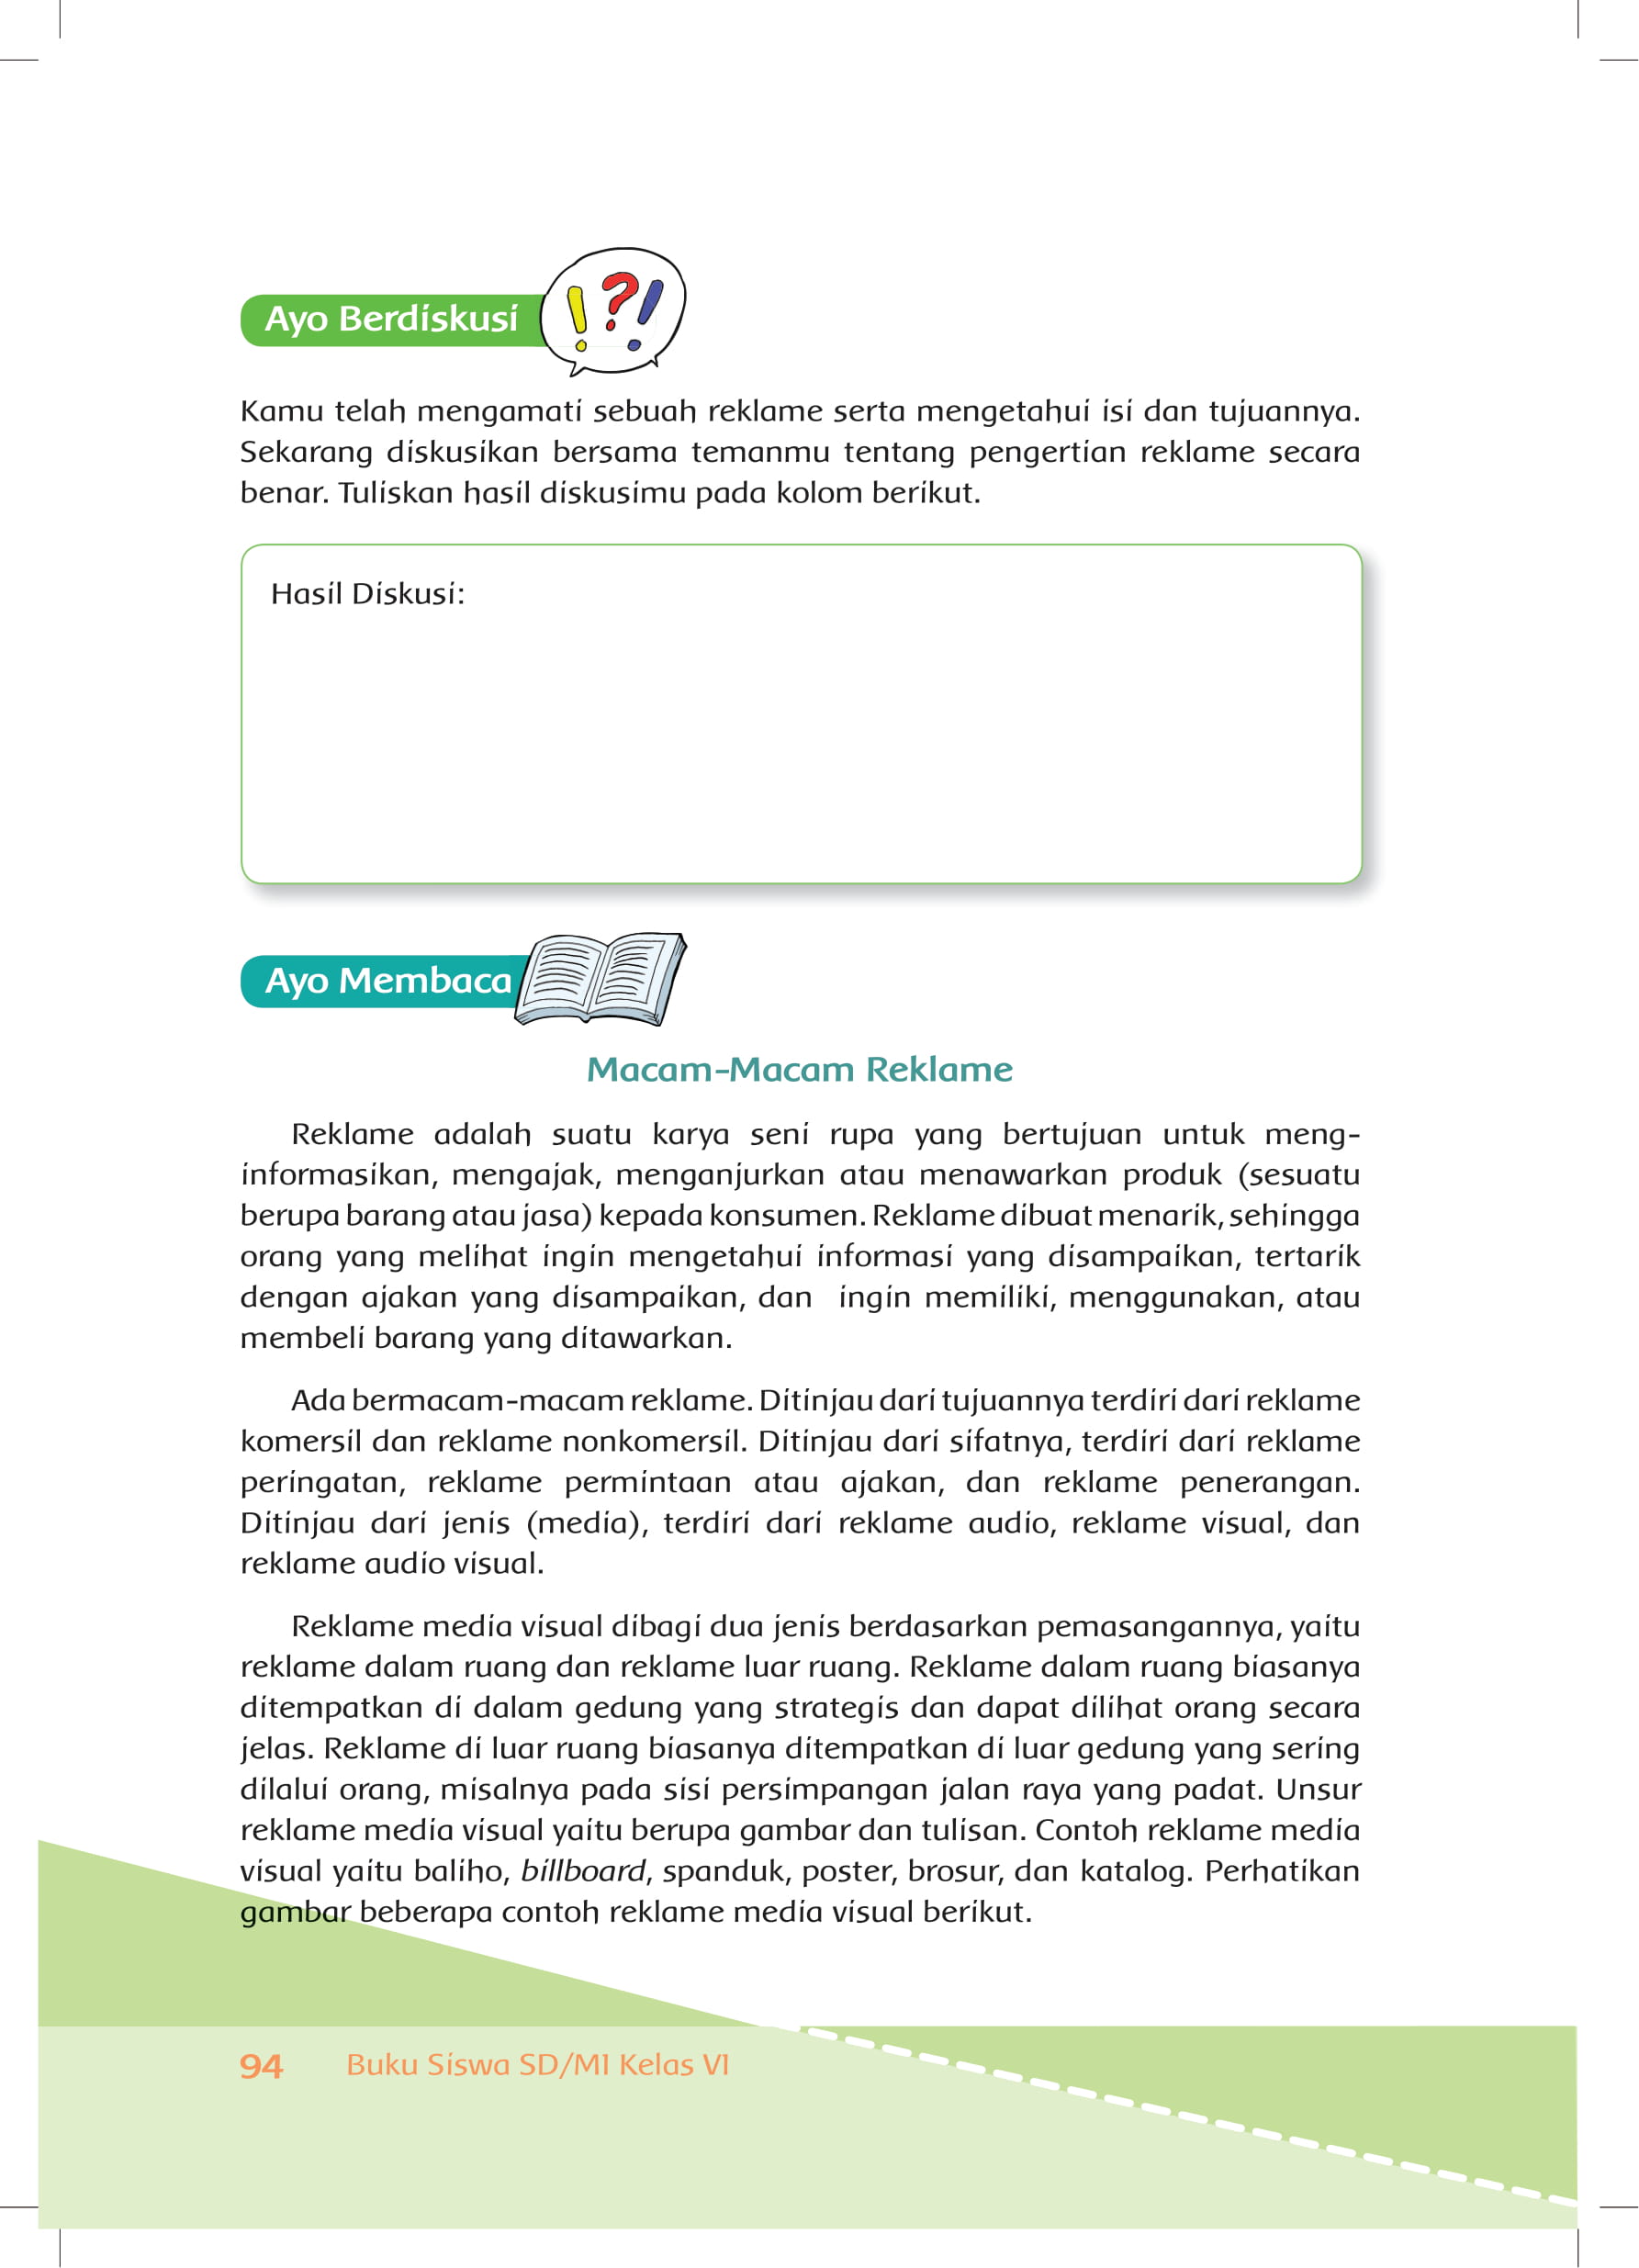 Ayo Berdiskusi
Kamu telah mengamati sebuah reklame serta mengetahui isi dan tujuannya.
Sekarang diskusikan bersama temanmu tentang pengertian reklame secara
benar. Tuliskan hasil diskusimu pada kolom berikut.
Hasil Diskusi:
Ayo Membaca
Macam-Macam Reklame
Reklame adalah suatu karya seni rupa yang bertujuan untuk meng-
informasikan, mengajak, menganjurkan atau menawarkan produk (sesuatu
berupa barang atau jasa) kepada konsumen. Reklame dibuat menarik, sehingga
orang yang melihat ingin mengetahui informasi yang disampaikan, tertarik
dengan ajakan yang disampaikan, dan ingin memiliki, menggunakan, atau
membeli barang yang ditawarkan.
Ada bermacam-macam reklame. Ditinjau dari tujuannya terdiri dari reklame
komersil dan reklame nonkomersil. Ditinjau dari sifatnya, terdiri dari reklame
peringatan, reklame permintaan atau ajakan, dan reklame penerangan.
Ditinjau dari jenis (media), terdiri dari reklame audio, reklame visual, dan
reklame audio visual.
Reklame media visual dibagi dua jenis berdasarkan pemasangannya, yaitu
reklame dalam ruang dan reklame luar ruang. Reklame dalam ruang biasanya
ditempatkan di dalam gedung yang strategis dan dapat dilihat orang secara
jelas. Reklame di luar ruang biasanya ditempatkan di luar gedung yang sering
dilalui orang, misalnya pada sisi persimpangan jalan raya yang padat. Unsur
reklame media visual yaitu berupa gambar dan tulisan. Contoh reklame media
visual yaitu baliho, billboard, spanduk, poster, brosur, dan katalog. Perhatikan
gambar beberapa contoh reklame media visual berikut.
94 Buku Siswa SD/MI Kelas VI